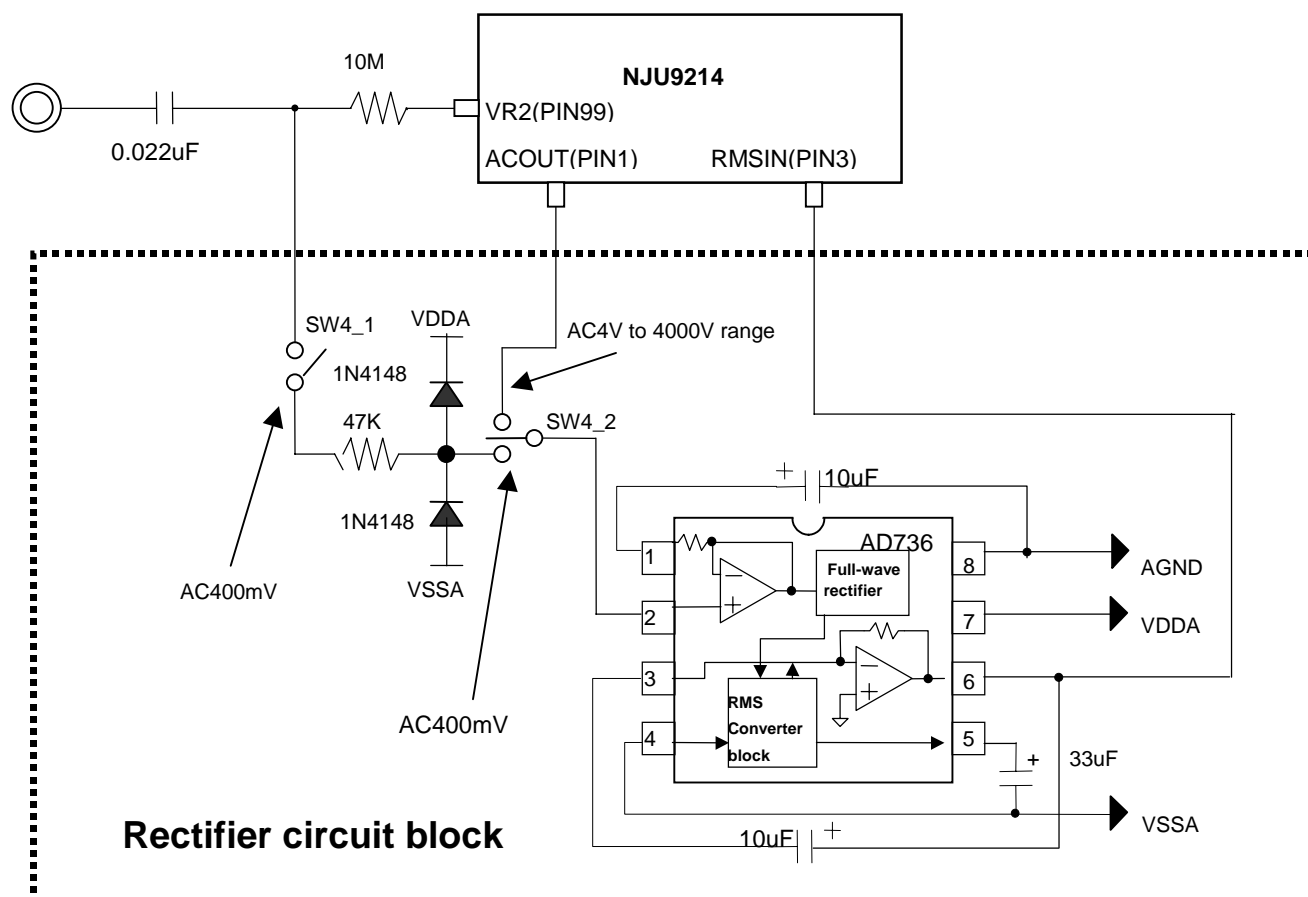 10M
NJU9214
VR2(PIN99)
0.022uF
ACOUT(PIN1)
RMSIN(PIN3)
SW4_1
VDDA
AC4V to 4000V range
1N4148
47K
SW4_2
+
10uF
1N4148
AD736
1
Full-wave
rectifier
8
AGND
AC400mV
VSSA
2
7
VDDA
3
6
AC400mV
RMS
Converter
block
4
5
+
33uF
Rectifier circuit block
10uF
+
VSSA